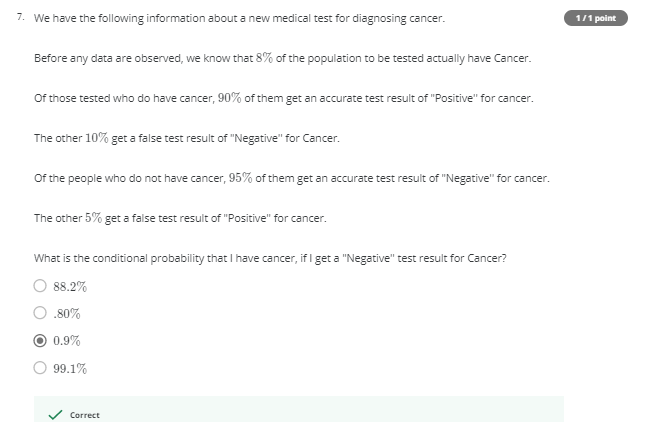 7. We have the following information about a new medical test for diagnosing cancer.
1 / 1 point
Before any data are observed, we know that 8% of the population to be tested actually have Cancer.
Of those tested who do have cancer, 90% of them get an accurate test result of "Positive" for cancer.
The other 10% get a false test result of "Negative" for Cancer.
Of the people who do not have cancer, 95% of them get an accurate test result of "Negative" for cancer.
The other 5% get a false test result of "Positive" for cancer.
What is the conditional probability that I have cancer, if I get a "Negative" test result for Cancer?
88.2%
.80%
0.9%
99.1%
Correct